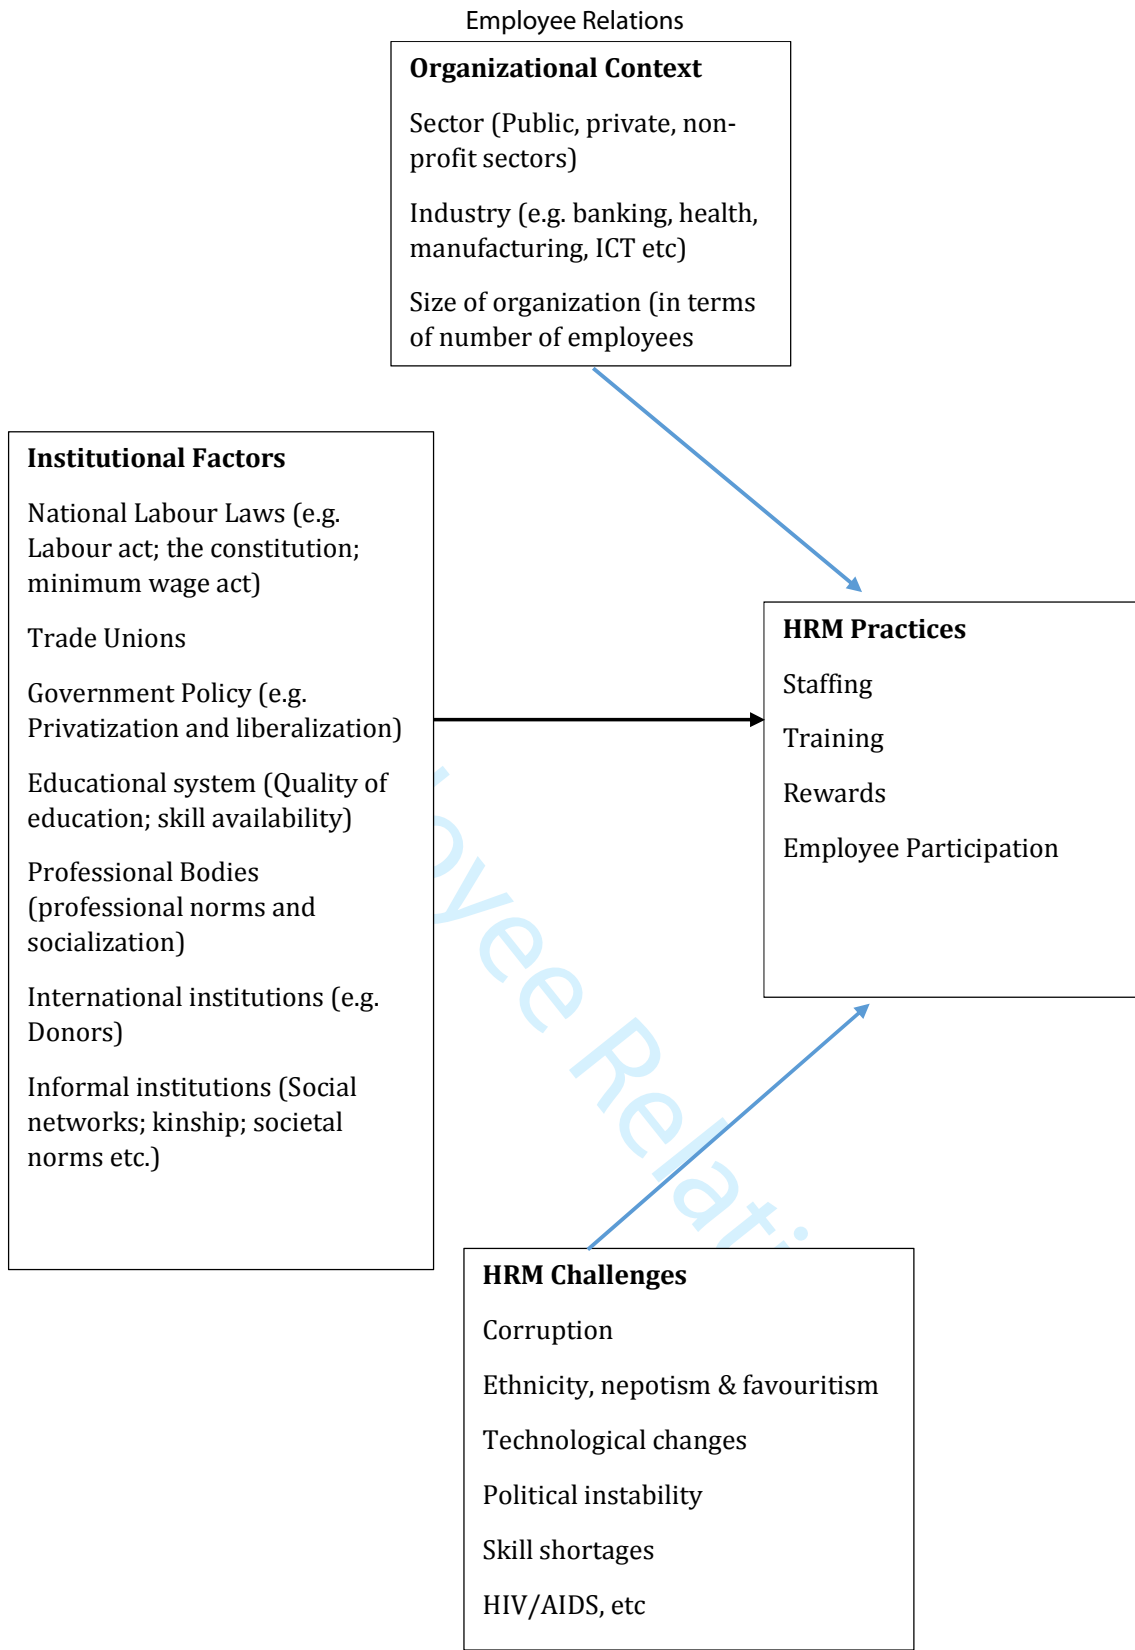 Employee Relations
Organizational Context
Sector (Public, private, non-
profit sectors)
Industry (e.g. banking, health,
manufacturing, ICT etc)
Size of organization (in terms
of number of employees
Institutional Factors
National Labour Laws (e.g.
Labour act; the constitution;
minimum wage act)
Trade Unions
Government Policy (e.g.
Privatization and liberalization)
Educational system (Quality of
education; skill availability)
Professional Bodies
(professional norms and
socialization)
International institutions (e.g.
Donors)
Informal institutions (Social
networks; kinship; societal
norms etc.)
HRM Practices
Staffing
Training
Rewards
Employee Participation
oyee Relati
HRM Challenges
Corruption
Ethnicity, nepotism & favouritism
Technological changes
Political instability
Skill shortages
HIV/AIDS, etc